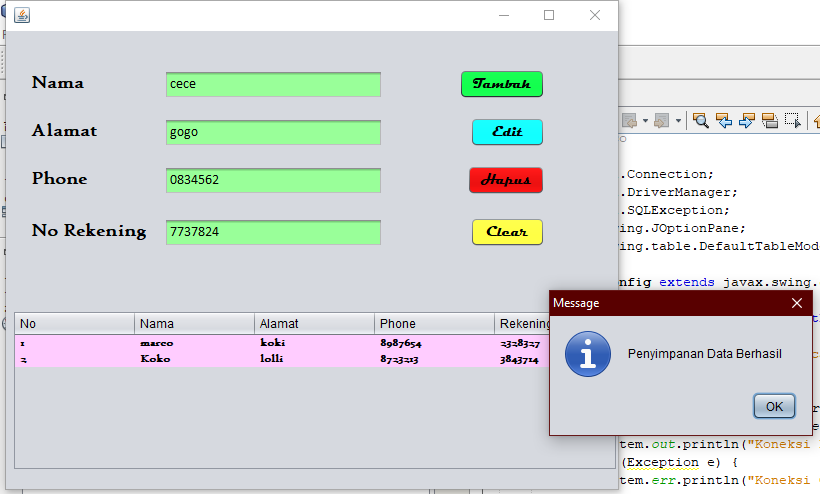 Nama
cece
Tambah
Alamat
gogo
Edit
Phone
0834562
Hapus
No Rekening
7737824
Clear
No Nama Alamat Phone Rekening
1 marco koki 8987654 2328327
2 Koko lolli 8723213 3843714
Message
Penyimpanan Data Berhasil
OK
.Connection;
.DriverManager;
.SQLException;
ing.JOptionPane;
ing.table.DefaultTableMod
nfig extends javax.swing.
tem.out.println("Koneksi
(Exception e) {
tem.err.println("Koneksi